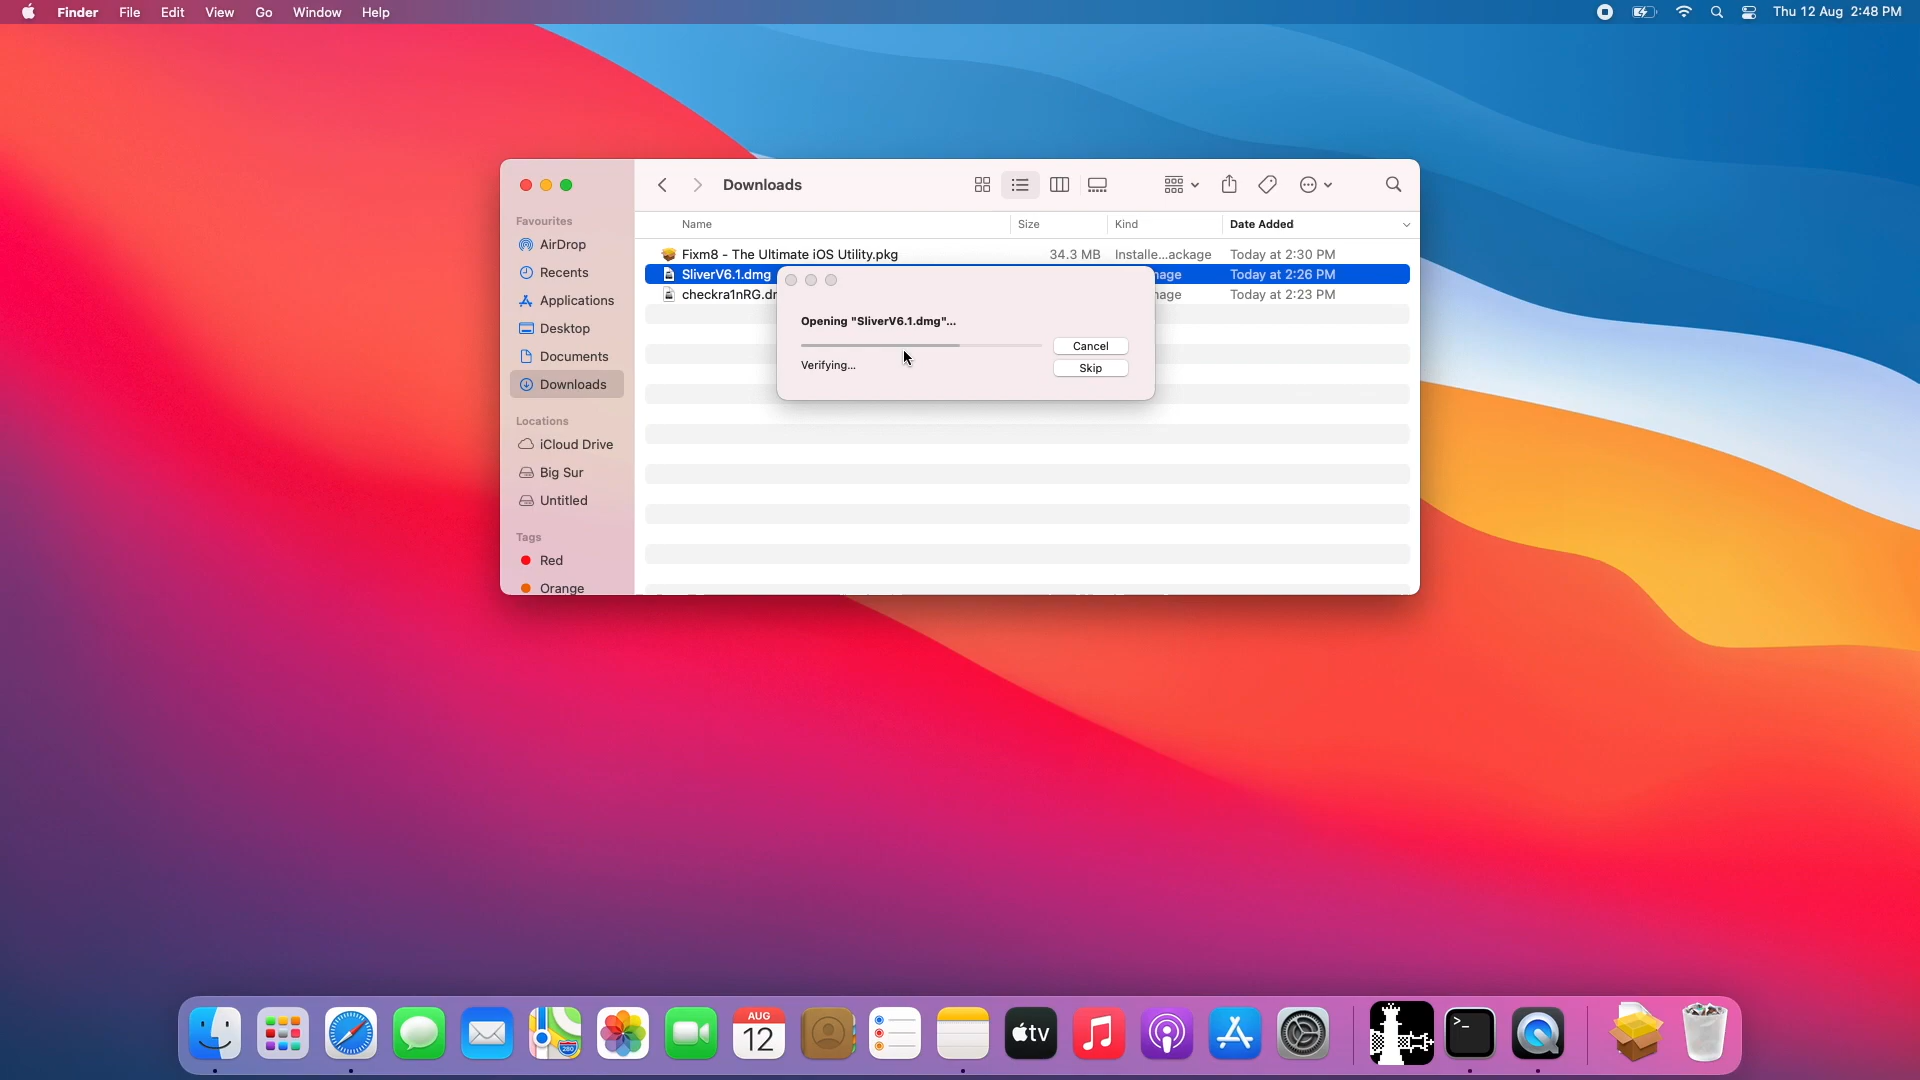 Finder File Edit View Go Window Help Thu 12 Aug 2:48 PM
Downloads
Favourites
AirDrop
Recents
Applications
Desktop
Documents
Downloads
Locations
iCloud Drive
Big Sur
Untitled
Tags
Red
Orange
Name Size Kind Date Added
Fixm8 - The Ultimate iOS Utility.pkg 34.3 MB Installe...ackage Today at 2:30 PM
SliverV6.1.dmg nage Today at 2:26 PM
checkra1nRG.dr nage Today at 2:23 PM
Opening "SliverV6.1.dmg"...
Cancel
Verifying...
Skip
AUG
12
280
tv
>_